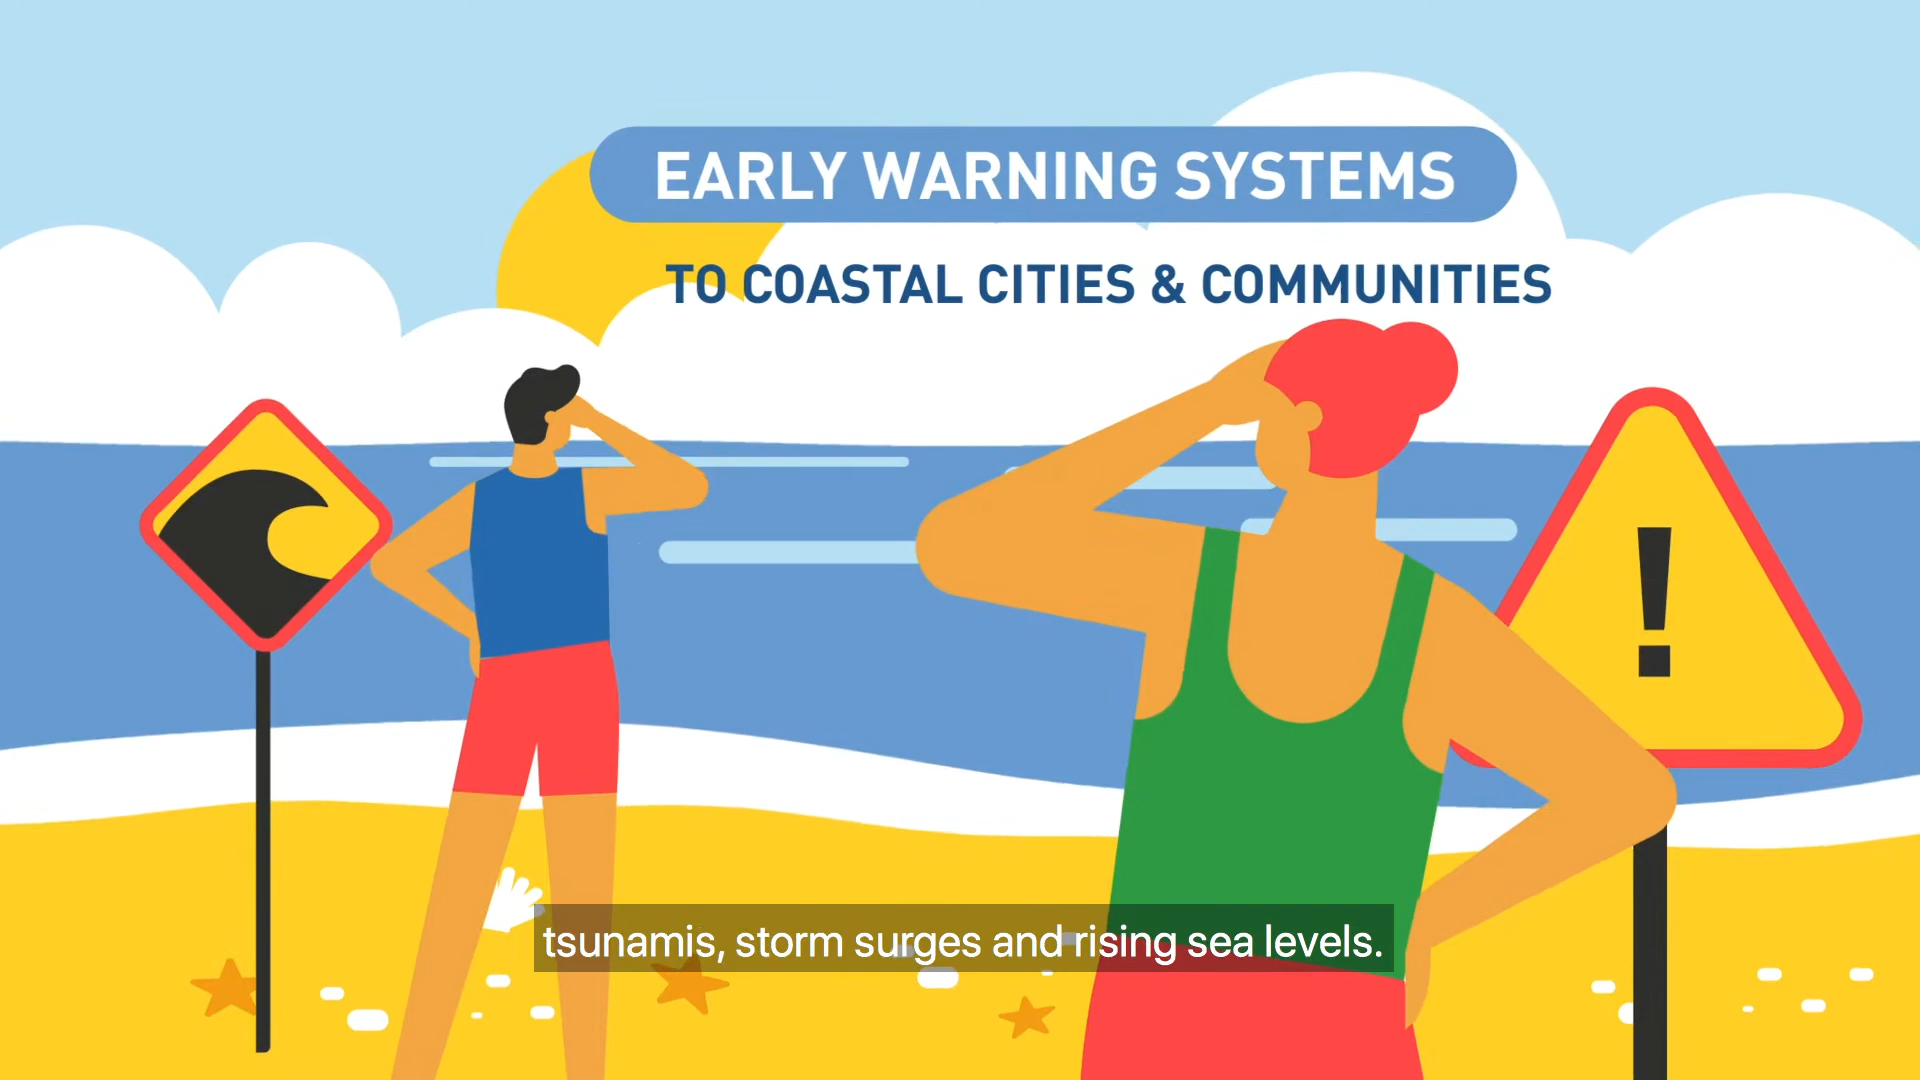 EARLY WARNING SYSTEMS
TO COASTAL CITIES & COMMUNITIES
!
tsunamis, storm surges and rising sea levels.